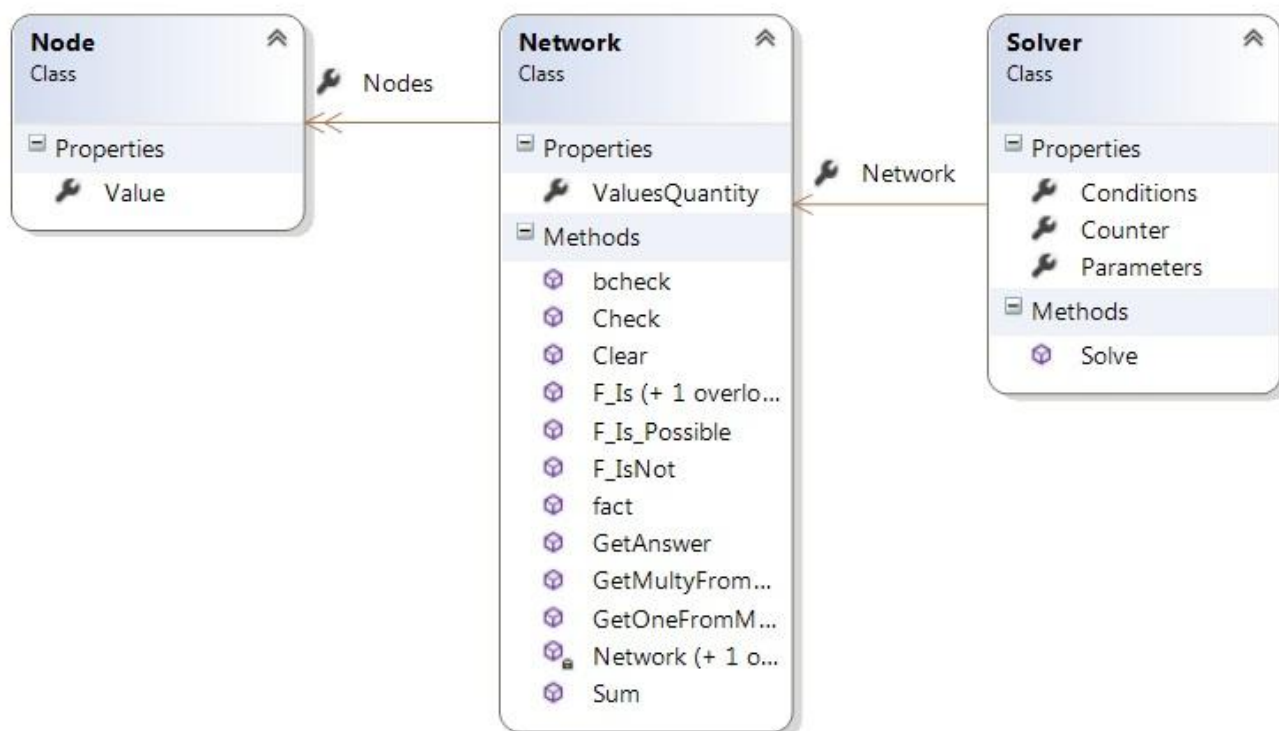 Node
Class
Properties
Value
Nodes
Network
Class
Properties
ValuesQuantity
Methods
bcheck
Check
Clear
F_Is (+ 1 overlo...
F_Is_Possible
F_IsNot
fact
GetAnswer
GetMultyFrom...
GetOneFromM...
Network (+ 1 o...
Sum
Network
Solver
Class
Properties
Conditions
Counter
Parameters
Methods
Solve